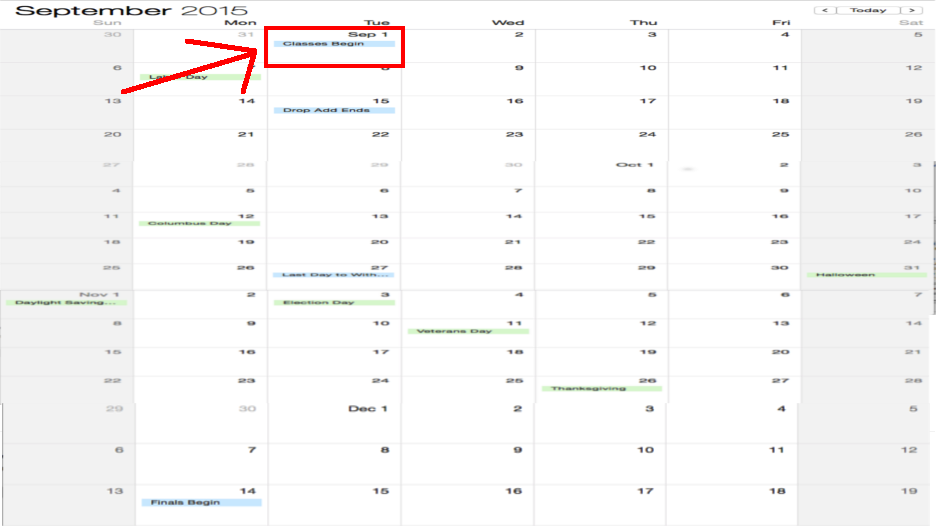 September 2015
< Today >
Sun Mon Tue Wed Thu Fri Sat
30 31 Sep 1 2 3 4 5
Classes Begin
6 8 9 10 11 12
Labor Day
13 14 15 16 17 18 19
Drop Add Ends
20 21 22 23 24 25 26
27 28 29 30 Oct 1 2 3
4 5 6 7 8 9 10
11 12 13 14 15 16 17
Columbus Day
18 19 20 21 22 23 24
25 26 27 28 29 30 31
Last Day to With... Halloween
Nov 1 2 3 4 5 6 7
Daylight Saving... Election Day
8 9 10 11 12 13 14
Veterans Day
15 16 17 18 19 20 21
22 23 24 25 26 27 28
Thanksgiving
29 30 Dec 1 2 3 4 5
6 7 8 9 10 11 12
13 14 15 16 17 18 19
Finals Begin